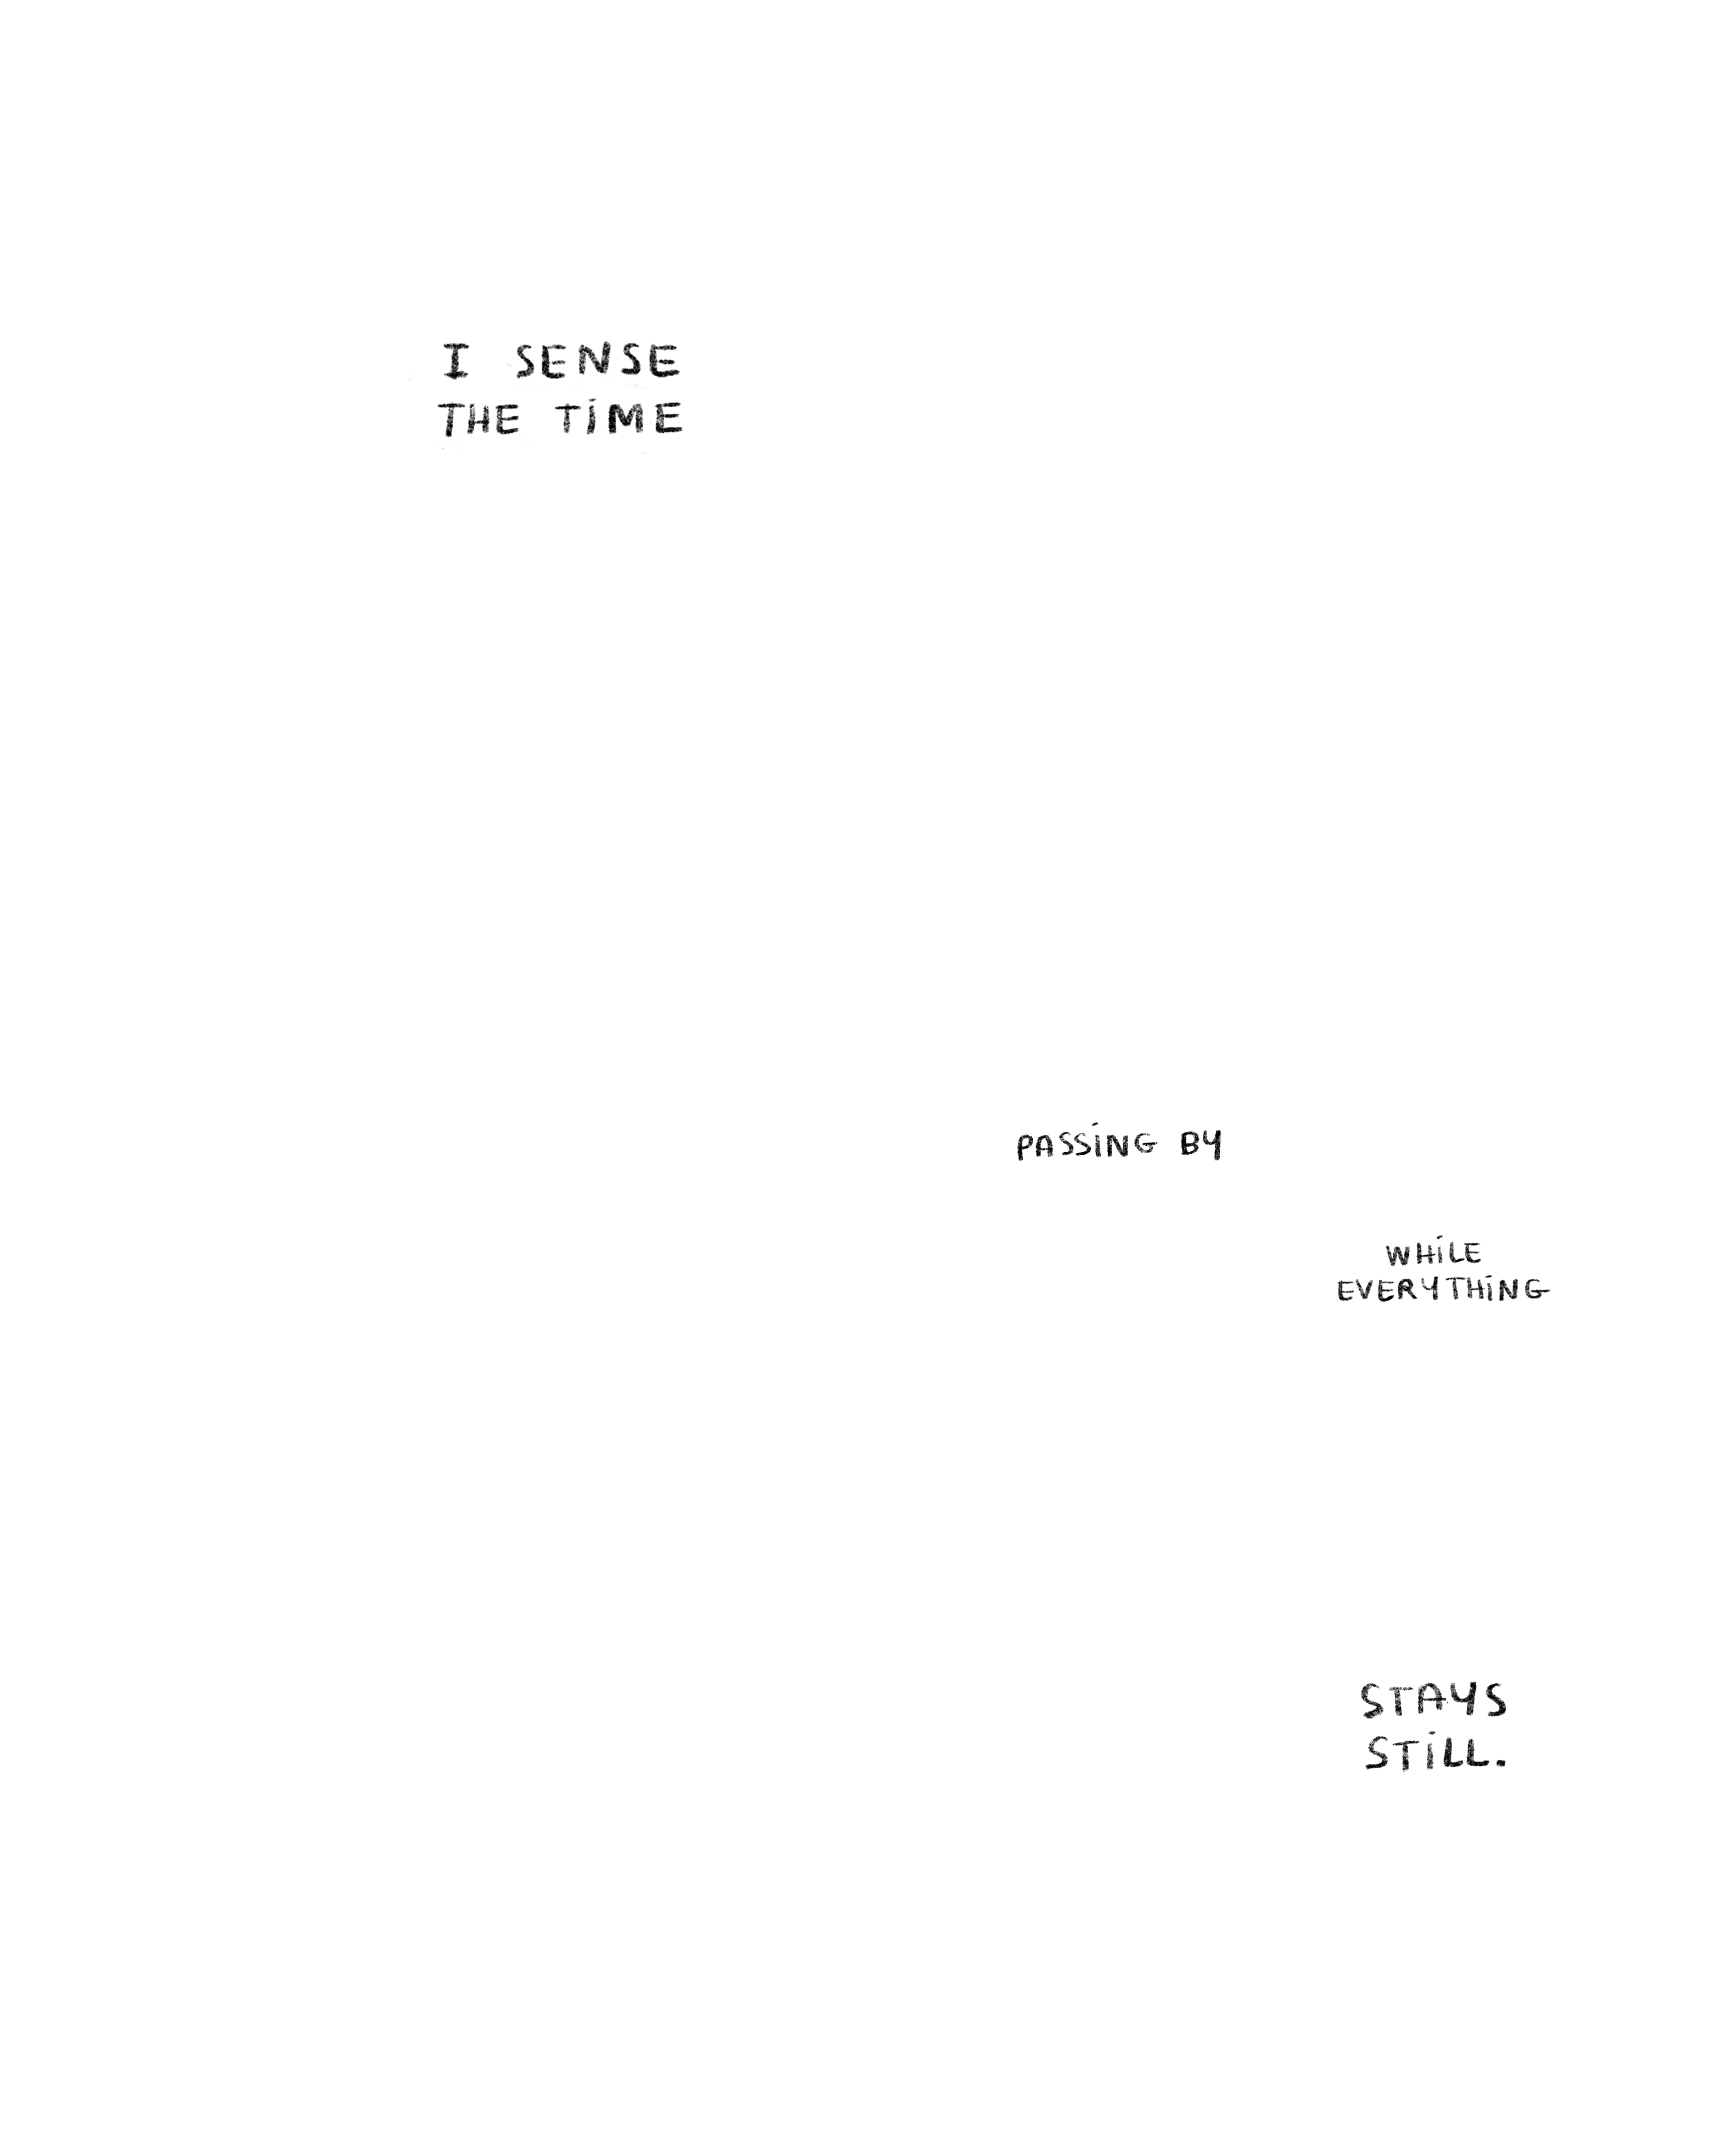 I SENSE
THE TIME
PASSING BY
WHILE
EVERYTHING
STAYS
STILL.